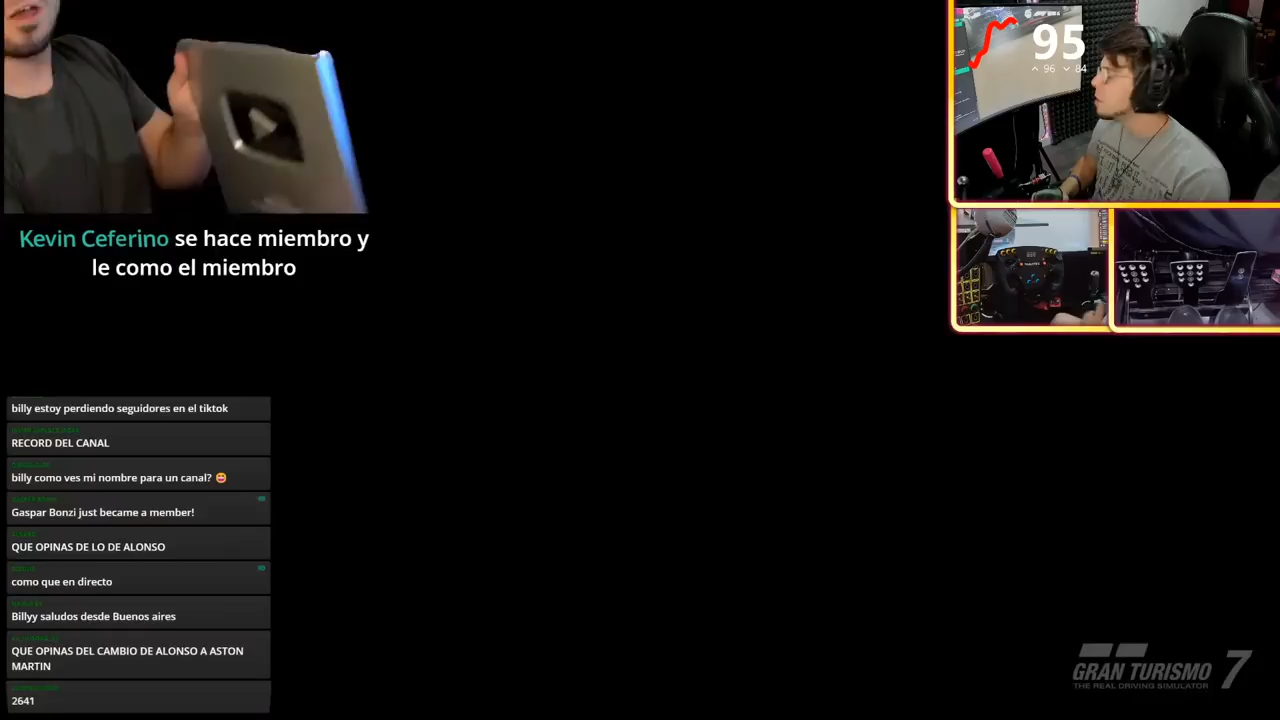 95
96 84
Kevin Ceferino se hace miembro y
le como el miembro
billy estoy perdiendo seguidores en el tiktok
RECORD DEL CANAL
billy como ves mi nombre para un canal? 😄
Gaspar Bonzi just became a member!
QUE OPINAS DE LO DE ALONSO
como que en directo
Billyy saludos desde Buenos aires
QUE OPINAS DEL CAMBIO DE ALONSO A ASTON
MARTIN
2641
GRAN TURISMO 7
THE REAL DRIVING SIMULATOR